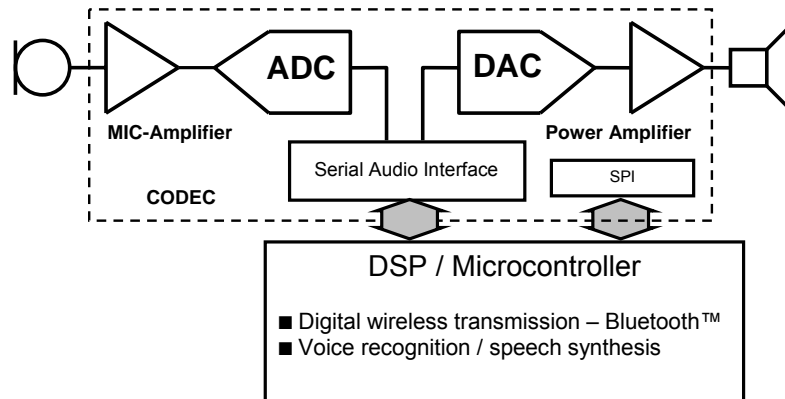 ADC
DAC
MIC-Amplifier
Power Amplifier
Serial Audio Interface
SPI
CODEC
DSP / Microcontroller
■ Digital wireless transmission – Bluetooth™
■ Voice recognition / speech synthesis